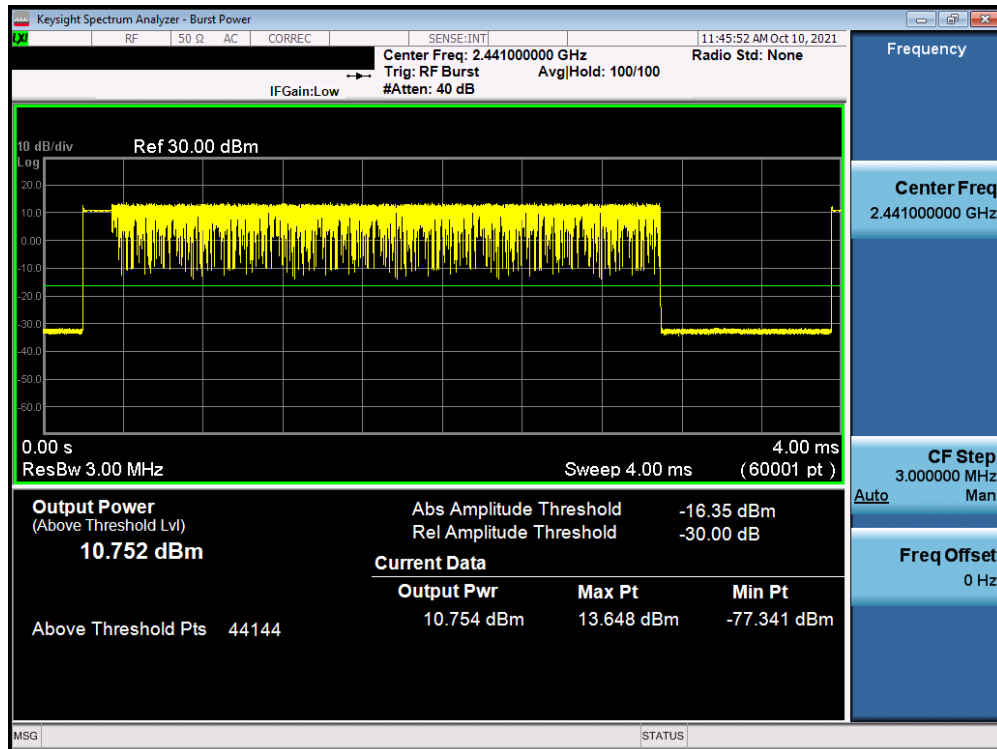 Keysight Spectrum Analyzer - Burst Power
LXI RF 50 Ω AC CORREC SENSE:INT 11:45:52 AM Oct 10, 2021
Center Freq: 2.441000000 GHz Radio Std: None
Trig: RF Burst Avg|Hold: 100/100
IFGain:Low #Atten: 40 dB
10 dB/div Ref 30.00 dBm
Log
20.0
10.0
0.00
-10.0
-20.0
-30.0
-40.0
-50.0
-60.0
0.00 s 4.00 ms
ResBw 3.00 MHz Sweep 4.00 ms (60001 pt)
Output Power
(Above Threshold Lvl)
10.752 dBm
Above Threshold Pts 44144
Abs Amplitude Threshold -16.35 dBm
Rel Amplitude Threshold -30.00 dB
Current Data
Output Pwr Max Pt Min Pt
10.754 dBm 13.648 dBm -77.341 dBm
Frequency
Center Freq
2.441000000 GHz
CF Step
3.000000 MHz
Auto Man
Freq Offset
0 Hz
MSG STATUS